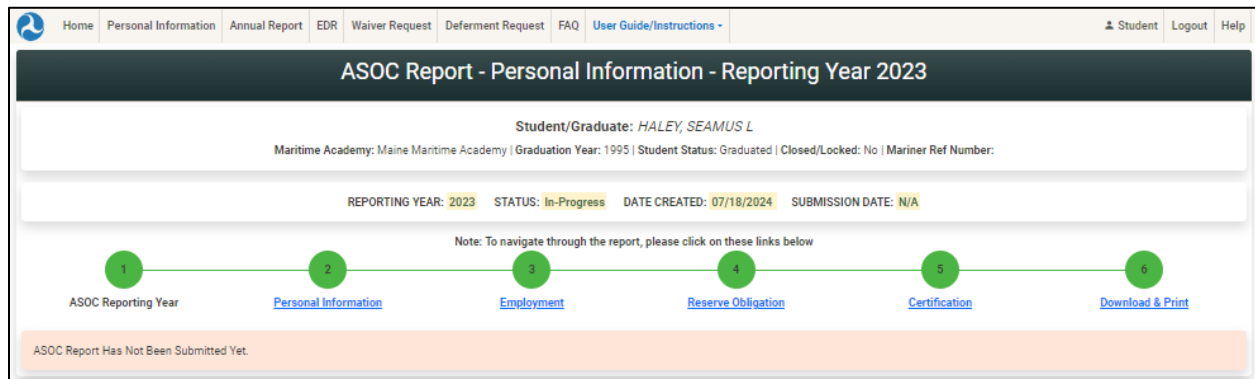 Home Personal Information Annual Report EDR Waiver Request Deferment Request FAQ User Guide/Instructions - Student Logout Help
ASOC Report - Personal Information - Reporting Year 2023
Student/Graduate: HALEY, SEAMUS L
Maritime Academy: Maine Maritime Academy | Graduation Year: 1995 | Student Status: Graduated | Closed/Locked: No | Mariner Ref Number:
REPORTING YEAR: 2023 STATUS: In-Progress DATE CREATED: 07/18/2024 SUBMISSION DATE: N/A
Note: To navigate through the report, please click on these links below
1 2 3 4 5 6
ASOC Reporting Year Personal Information Employment Reserve Obligation Certification Download & Print
ASOC Report Has Not Been Submitted Yet.